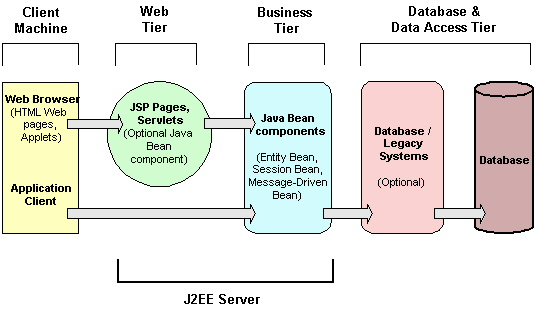 Client
Machine
Web
Tier
Business
Tier
Database &
Data Access Tier
Web Browser
(HTML Web
pages,
Applets)
Application
Client
JSP Pages,
Servlets
(Optional Java
Bean
component)
Java Bean
components
(Entity Bean,
Session Bean,
Message-Driven
Bean)
Database /
Legacy
Systems
(Optional)
Database
J2EE Server